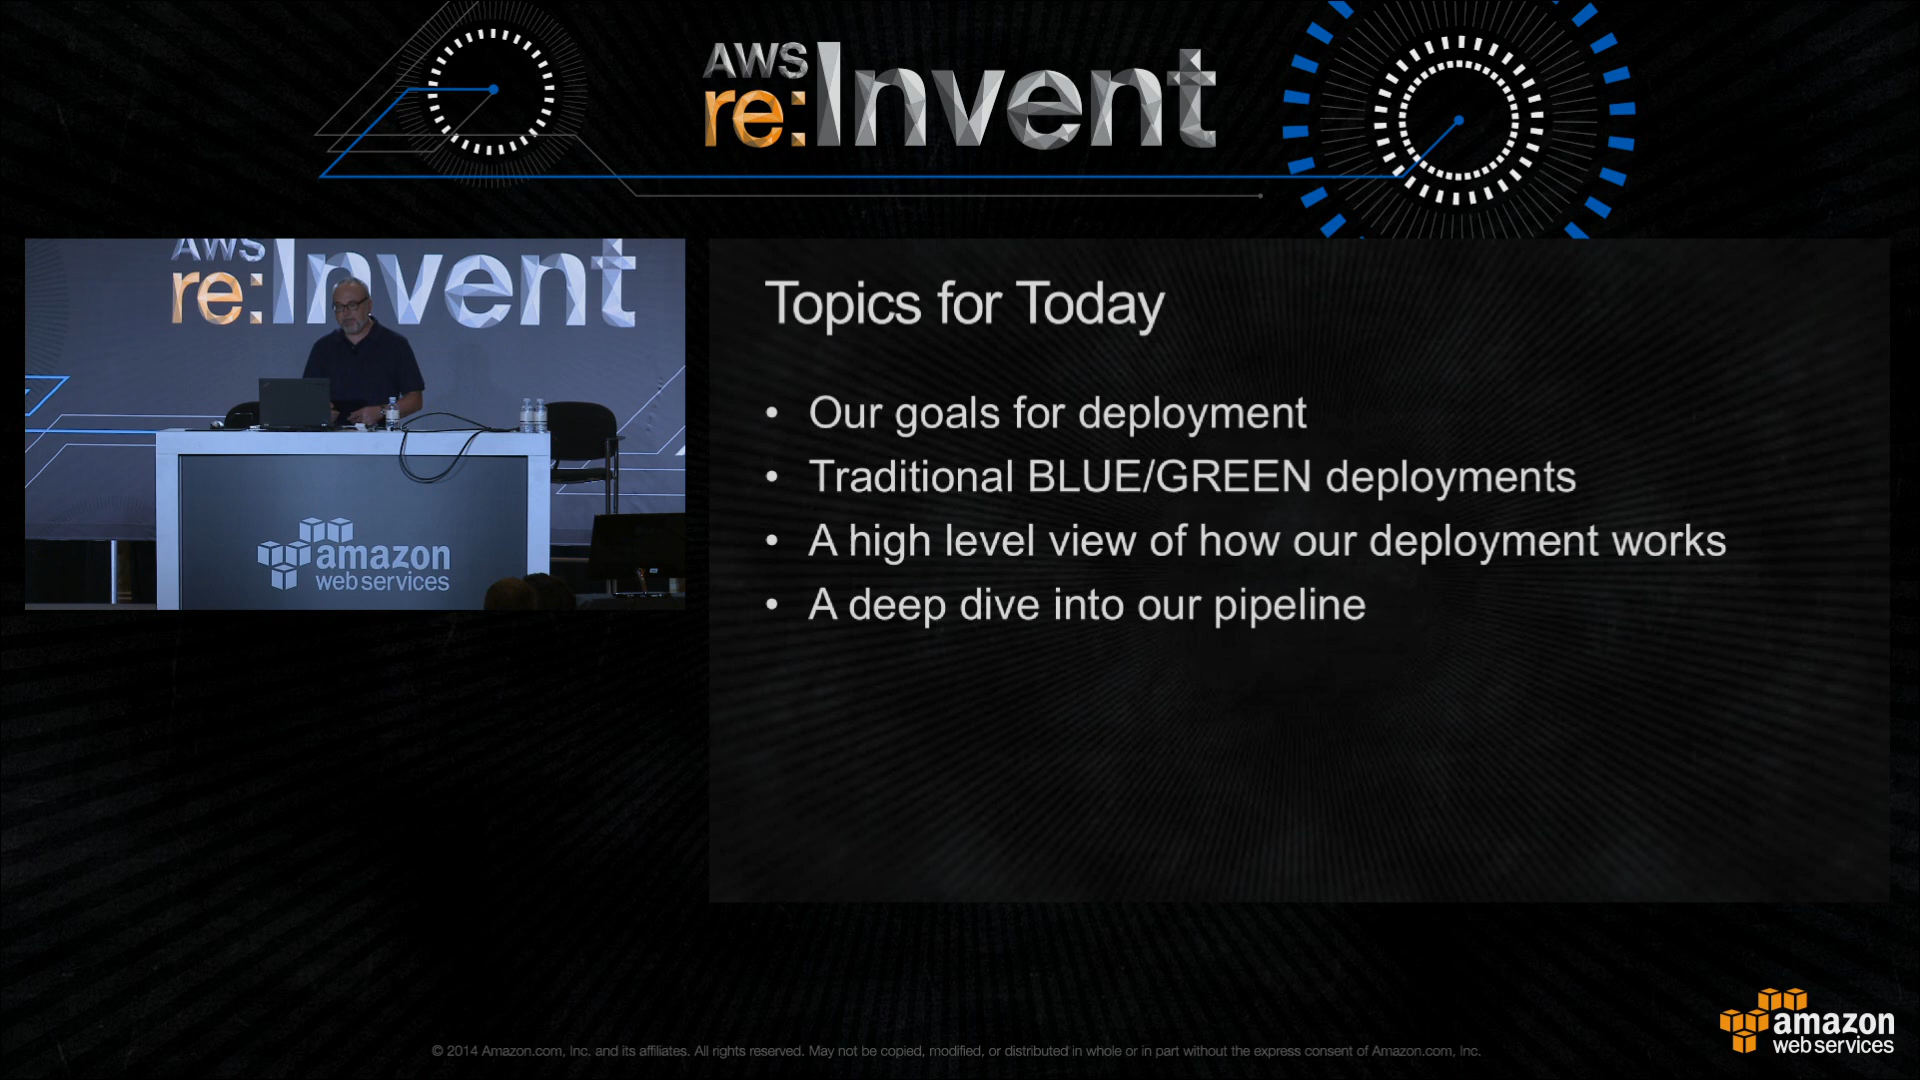 AWS
re:Invent
AWS
re:Invent
amazon
web services
Topics for Today
• Our goals for deployment
• Traditional BLUE/GREEN deployments
• A high level view of how our deployment works
• A deep dive into our pipeline
amazon
web services
© 2014 Amazon.com, Inc. and its affiliates. All rights reserved. May not be copied, modified, or distributed in whole or in part without the express consent of Amazon.com, Inc.